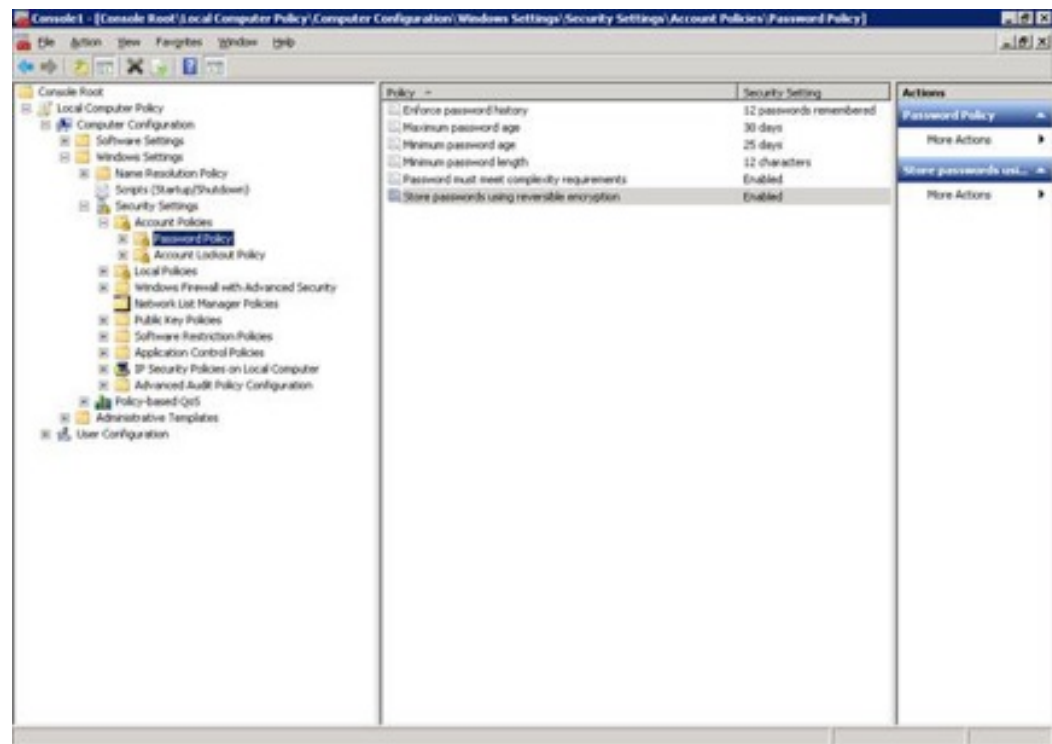 Console1 - [Console Root\Local Computer Policy\Computer Configuration\Windows Settings\Security Settings\Account Policies\Password Policy]
File Action View Favorites Window Help
Console Root
Local Computer Policy
Computer Configuration
Software Settings
Windows Settings
Name Resolution Policy
Scripts (Startup/Shutdown)
Security Settings
Account Policies
Password Policy
Account Lockout Policy
Local Policies
Windows Firewall with Advanced Security
Network List Manager Policies
Public Key Policies
Software Restriction Policies
Application Control Policies
IP Security Policies on Local Computer
Advanced Audit Policy Configuration
Policy-based QoS
Administrative Templates
User Configuration
Policy Security Setting
Enforce password history 12 passwords remembered
Maximum password age 30 days
Minimum password age 25 days
Minimum password length 12 characters
Password must meet complexity requirements Enabled
Store passwords using reversible encryption Enabled
Actions
Password Policy
More Actions
Store passwords usi...
More Actions